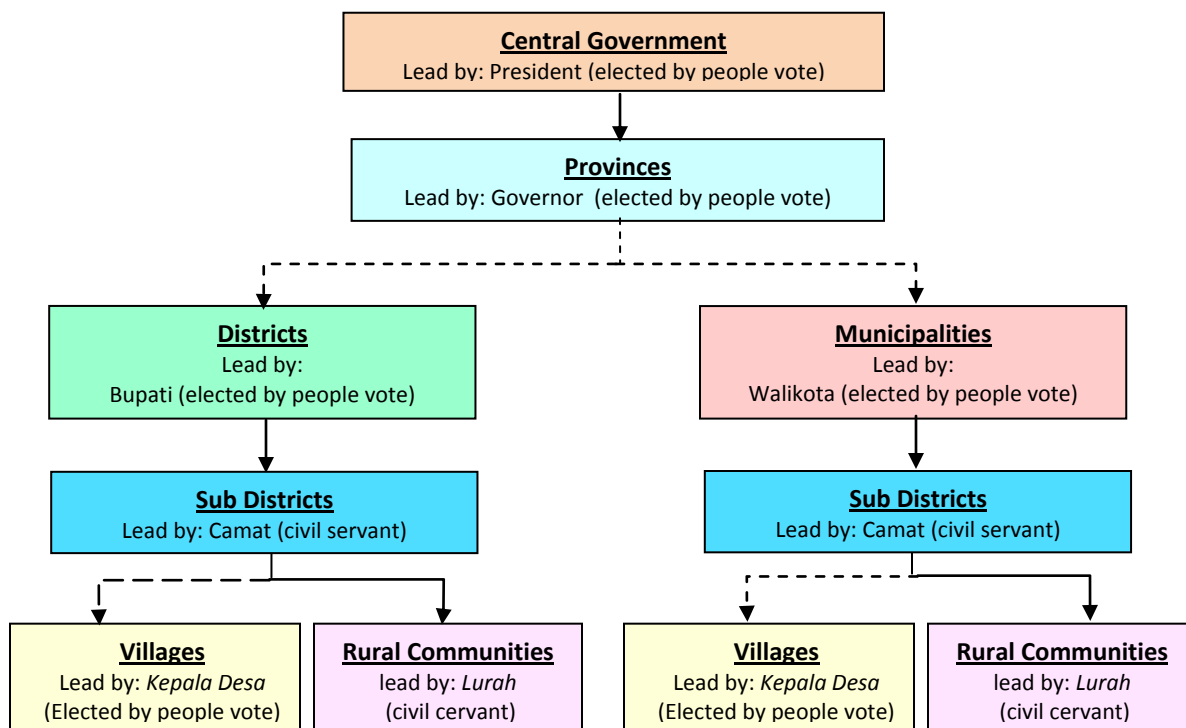 Central Government
Lead by: President (elected by people vote)
Provinces
Lead by: Governor (elected by people vote)
Districts
Lead by:
Bupati (elected by people vote)
Municipalities
Lead by:
Walikota (elected by people vote)
Sub Districts
Lead by: Camat (civil servant)
Sub Districts
Lead by: Camat (civil servant)
Villages
Lead by: Kepala Desa
(Elected by people vote)
Rural Communities
lead by: Lurah
(civil cervant)
Villages
Lead by: Kepala Desa
(Elected by people vote)
Rural Communities
lead by: Lurah
(civil cervant)